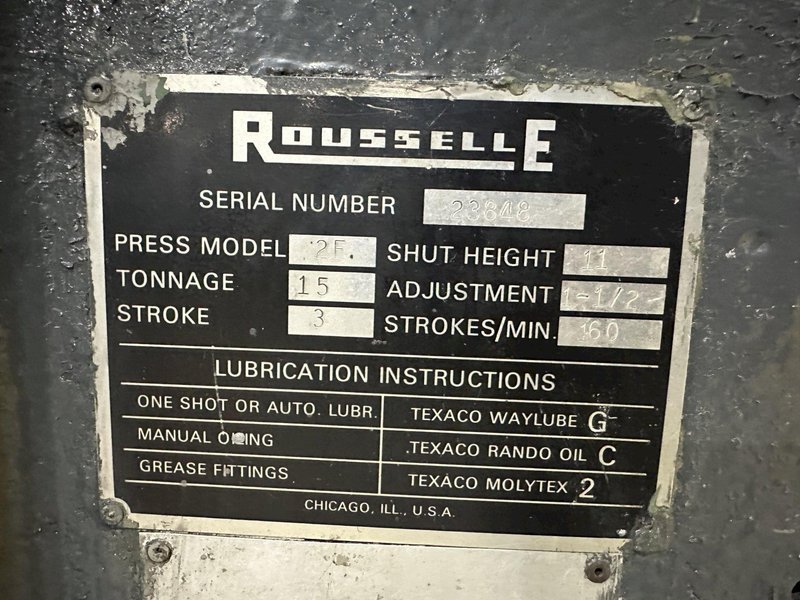 ROUSSELLE
SERIAL NUMBER 23848
PRESS MODEL 2F. SHUT HEIGHT 11
TONNAGE 15 ADJUSTMENT 1-1/2
STROKE 3 STROKES/MIN. 160
LUBRICATION INSTRUCTIONS
ONE SHOT OR AUTO. LUBR. TEXACO WAYLUBE G
MANUAL OILING TEXACO RANDO OIL C
GREASE FITTINGS TEXACO MOLYTEX 2
CHICAGO, ILL., U.S.A.